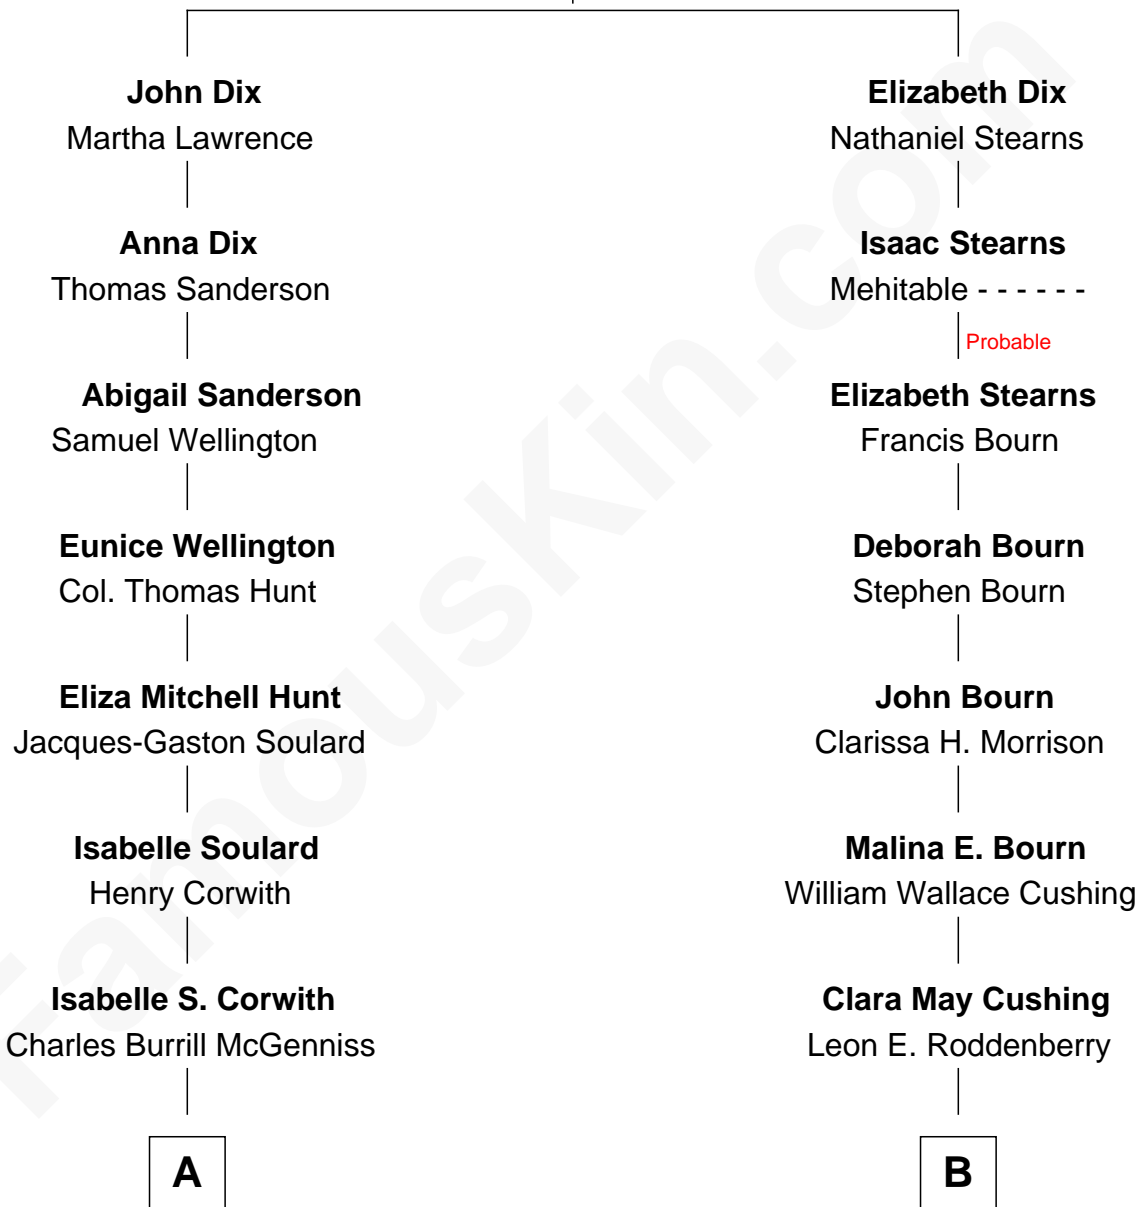 John Dix
Martha Lawrence
Anna Dix
Thomas Sanderson
Abigail Sanderson
Samuel Wellington
Eunice Wellington
Col. Thomas Hunt
Eliza Mitchell Hunt
Jacques-Gaston Soulard
Isabelle Soulard
Henry Corwith
Isabelle S. Corwith
Charles Burrill McGenniss
A
Elizabeth Dix
Nathaniel Stearns
Isaac Stearns
Mehitable - - - - - -
Probable
Elizabeth Stearns
Francis Bourn
Deborah Bourn
Stephen Bourn
John Bourn
Clarissa H. Morrison
Malina E. Bourn
William Wallace Cushing
Clara May Cushing
Leon E. Roddenberry
B
FamousKin.com